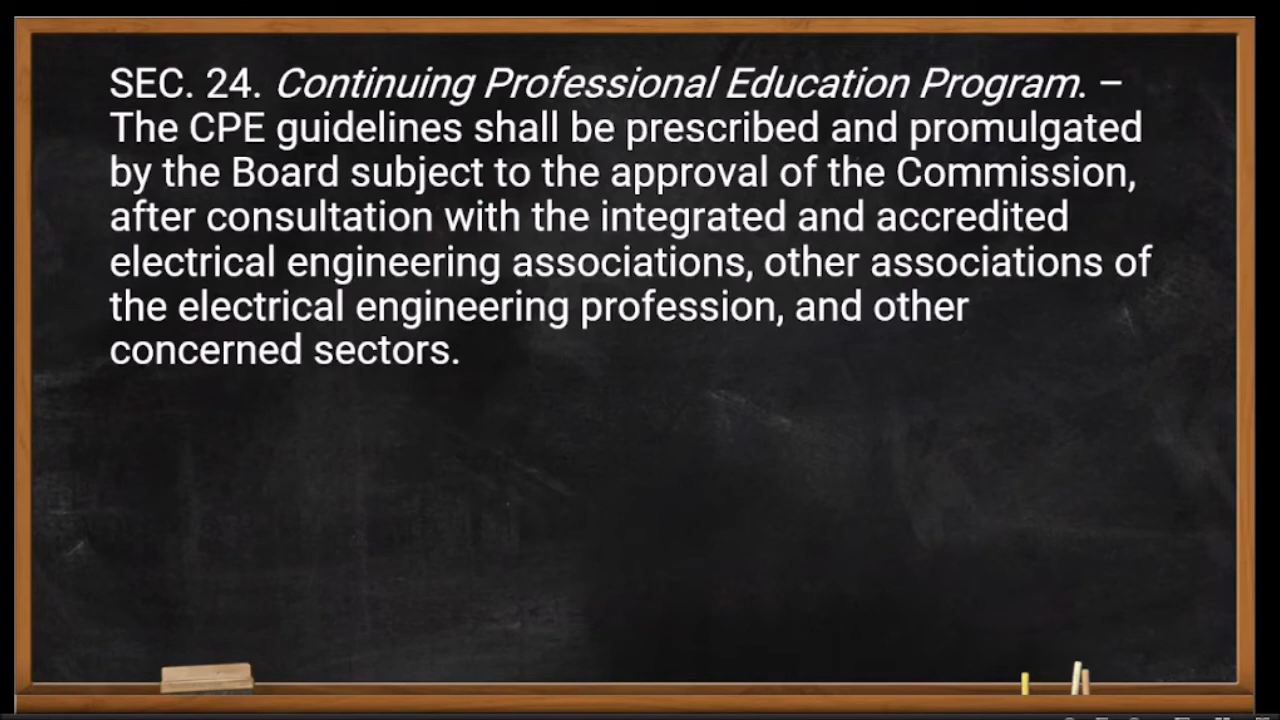 SEC. 24. Continuing Professional Education Program. –
The CPE guidelines shall be prescribed and promulgated
by the Board subject to the approval of the Commission,
after consultation with the integrated and accredited
electrical engineering associations, other associations of
the electrical engineering profession, and other
concerned sectors.